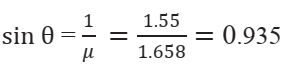 sin θ = 1/μ = 1.55/1.658 = 0.935